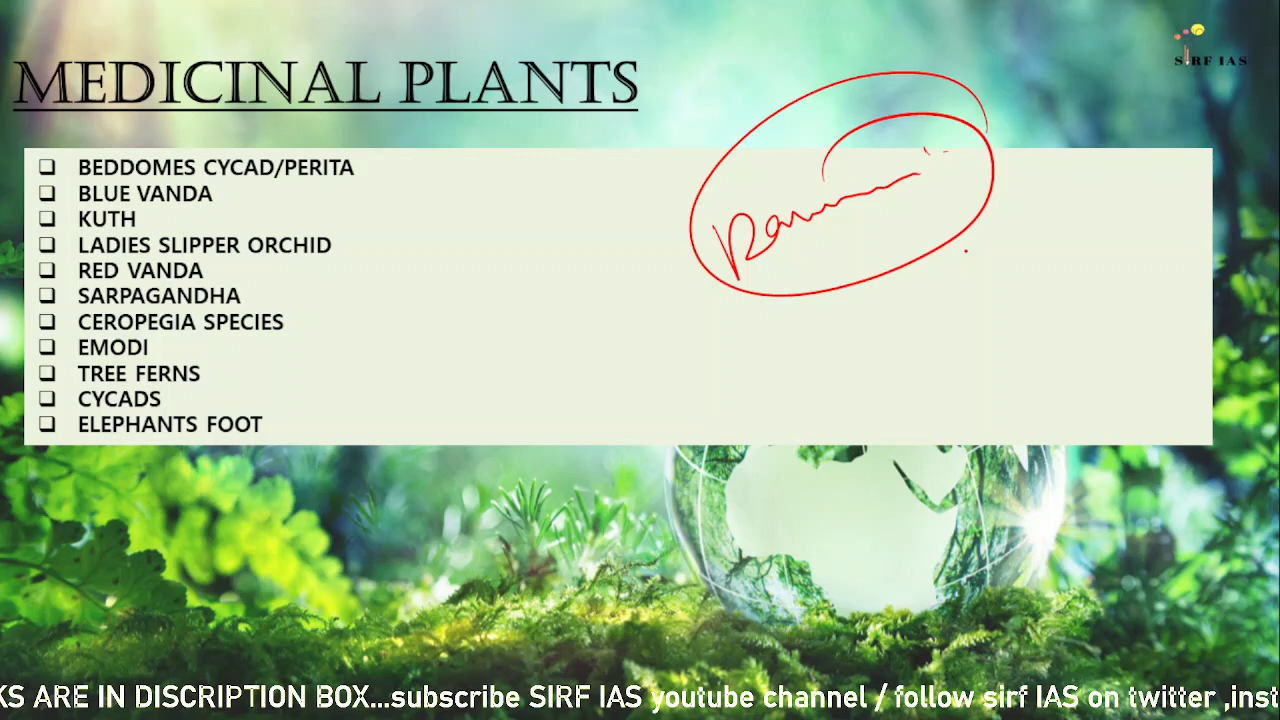 SIRF IAS
MEDICINAL PLANTS
BEDDOMES CYCAD/PERITA
BLUE VANDA
KUTH
LADIES SLIPPER ORCHID
RED VANDA
SARPAGANDHA
CEROPEGIA SPECIES
EMODI
TREE FERNS
CYCADS
ELEPHANTS FOOT
KS ARE IN DISCRIPTION BOX...subscribe SIRF IAS youtube channel / follow sirf IAS on twitter ,inst